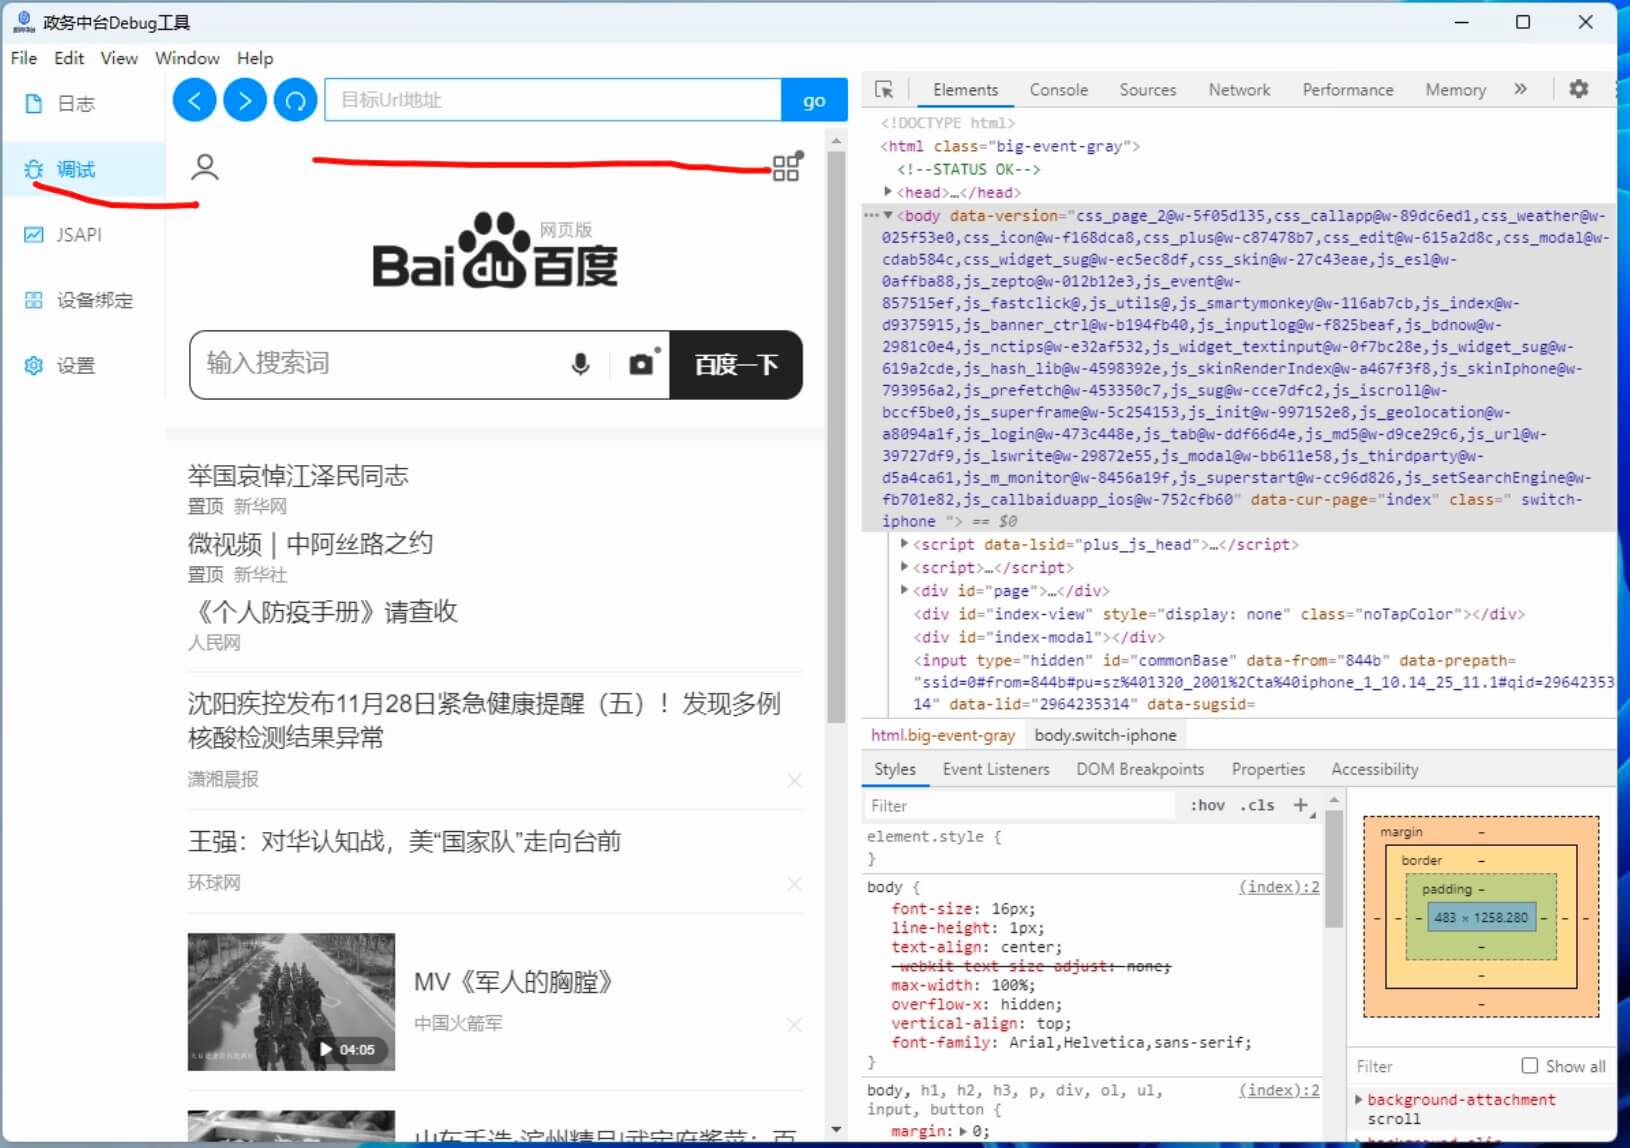 政务中台Debug工具
File Edit View Window Help
日志
调试
JSAPI
设备绑定
设置
目标Url地址
go
Bai du 百度
网页版
输入搜索词
百度一下
举国哀悼江泽民同志
置顶 新华网
微视频｜中阿丝路之约
置顶 新华社
《个人防疫手册》请查收
人民网
沈阳疾控发布11月28日紧急健康提醒（五）！发现多例
核酸检测结果异常
潇湘晨报
王强：对华认知战，美“国家队”走向台前
环球网
04:05
MV《军人的胸膛》
中国火箭军
Elements Console Sources Network Performance Memory »
<!DOCTYPE html>
<html class="big-event-gray">
<!--STATUS OK-->
<head>…</head>
<body data-version="css_page_2@w-5f05d135,css_callapp@w-89dc6ed1,css_weather@w-
025f53e0,css_icon@w-f168dca8,css_plus@w-c87478b7,css_edit@w-615a2d8c,css_modal@w-
cdab584c,css_widget_sug@w-ec5ec8df,css_skin@w-27c43eae,js_esl@w-
0affba88,js_zepto@w-012b12e3,js_event@w-
857515ef,js_fastclick@,js_utils@,js_smartymonkey@w-116ab7cb,js_index@w-
d9375915,js_banner_ctrl@w-b194fb40,js_inputlog@w-f825beaf,js_bdnow@w-
2981c0e4,js_nctips@w-e32af532,js_widget_textinput@w-0f7bc28e,js_widget_sug@w-
619a2cde,js_hash_lib@w-4598392e,js_skinRenderIndex@w-a467f3f8,js_skinIphone@w-
793956a2,js_prefetch@w-453350c7,js_sug@w-cce7dfc2,js_iscroll@w-
bccf5be0,js_superframe@w-5c254153,js_init@w-997152e8,js_geolocation@w-
a8094a1f,js_login@w-473c448e,js_tab@w-ddf66d4e,js_md5@w-d9ce29c6,js_url@w-
39727df9,js_lswrite@w-29872e55,js_modal@w-bb611e58,js_thirdparty@w-
d5a4ca61,js_m_monitor@w-8456a19f,js_superstart@w-cc96d826,js_setSearchEngine@w-
fb701e82,js_callbaiduapp_ios@w-752cfb60" data-cur-page="index" class=" switch-
iphone "> == $0
<script data-lsid="plus_js_head">…</script>
<script>…</script>
<div id="page">…</div>
<div id="index-view" style="display: none" class="noTapColor"></div>
<div id="index-modal"></div>
<input type="hidden" id="commonBase" data-from="844b" data-prepath=
"ssid=0#from=844b#pu=sz%401320_2001%2Cta%40iphone_1_10.14_25_11.1#qid=29642353
14" data-lid="2964235314" data-sugsid=
html.big-event-gray body.switch-iphone
Styles Event Listeners DOM Breakpoints Properties Accessibility
Filter :hov .cls +
element.style {
}
body { (index):2
font-size: 16px;
line-height: 1px;
text-align: center;
-webkit-text-size-adjust: none;
max-width: 100%;
overflow-x: hidden;
vertical-align: top;
font-family: Arial,Helvetica,sans-serif;
}
body, h1, h2, h3, p, div, ol, ul, (index):2
input, button {
margin: 0;
margin –
border –
padding –
483 × 1258.280
Filter Show all
background-attachment
scroll